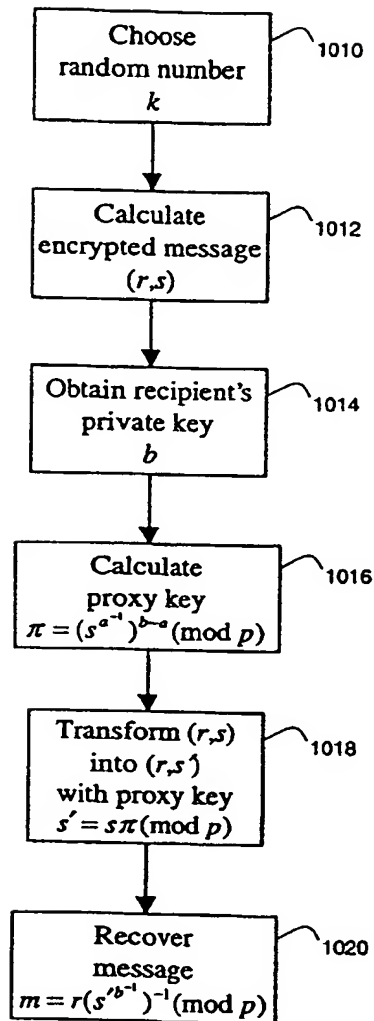 Choose
random number
k
1010
Calculate
encrypted message
(r,s)
1012
Obtain recipient's
private key
b
1014
Calculate
proxy key
π = (s^{a^{-1}})^{b-a} (mod p)
1016
Transform (r,s)
into (r,s′)
with proxy key
s′ = sπ (mod p)
1018
Recover
message
m = r(s′^{b^{-1}})^{-1} (mod p)
1020